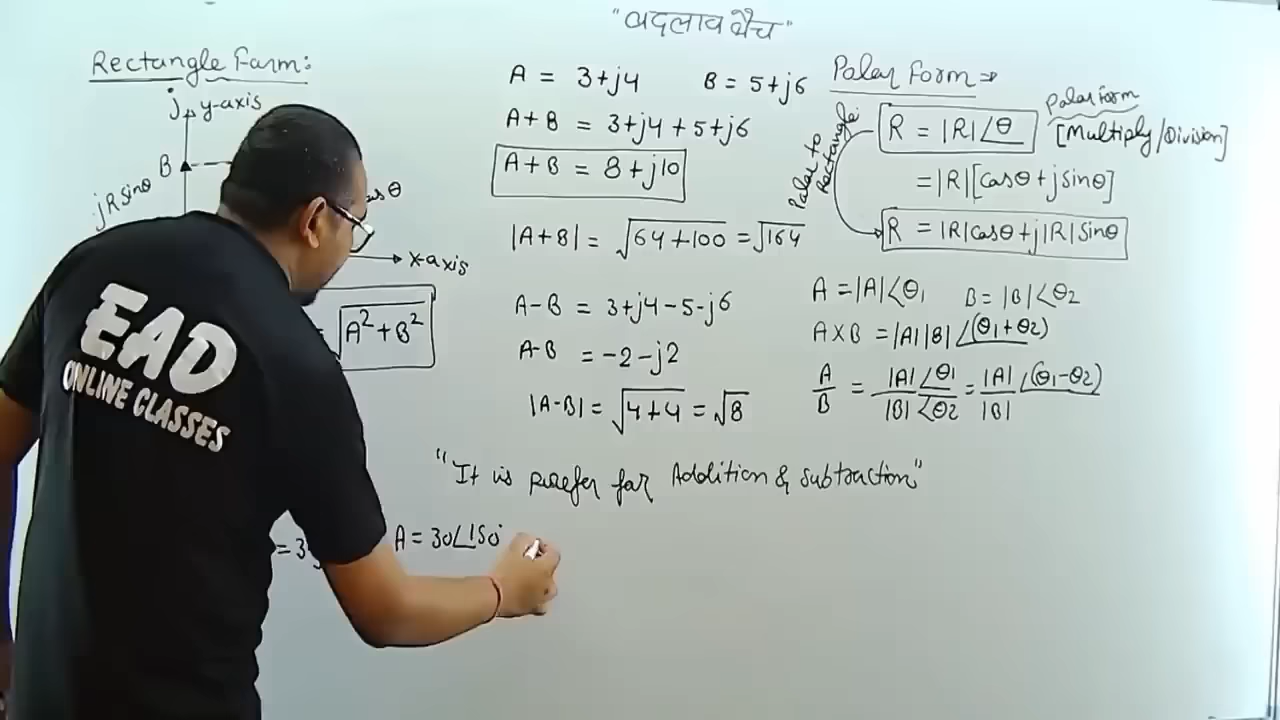 "बदलाव बैच"
Rectangle Form:
j y-axis
B
jR sinθ
θ
x-axis
= √A² + B²
A = 3+j4 B = 5+j6
A+B = 3+j4+5+j6
A+B = 8+j10
|A+B| = √64+100 = √164
A-B = 3+j4-5-j6
A-B = -2-j2
|A-B| = √4+4 = √8
"It is prefer for Addition & subtraction"
Polar Form ⇒
R = |R|∠θ
Polar form
[Multiply/Division]
Polar to
Rectangle
= |R|[cosθ+jsinθ]
R = |R|cosθ+j|R|sinθ
A = |A|∠θ1 B = |B|∠θ2
A×B = |A||B| ∠(θ1+θ2)
A/B = |A|∠θ1/|B|∠θ2 = |A|/|B| ∠(θ1-θ2)
= 3
A = 30∠150°
EAD
ONLINE CLASSES